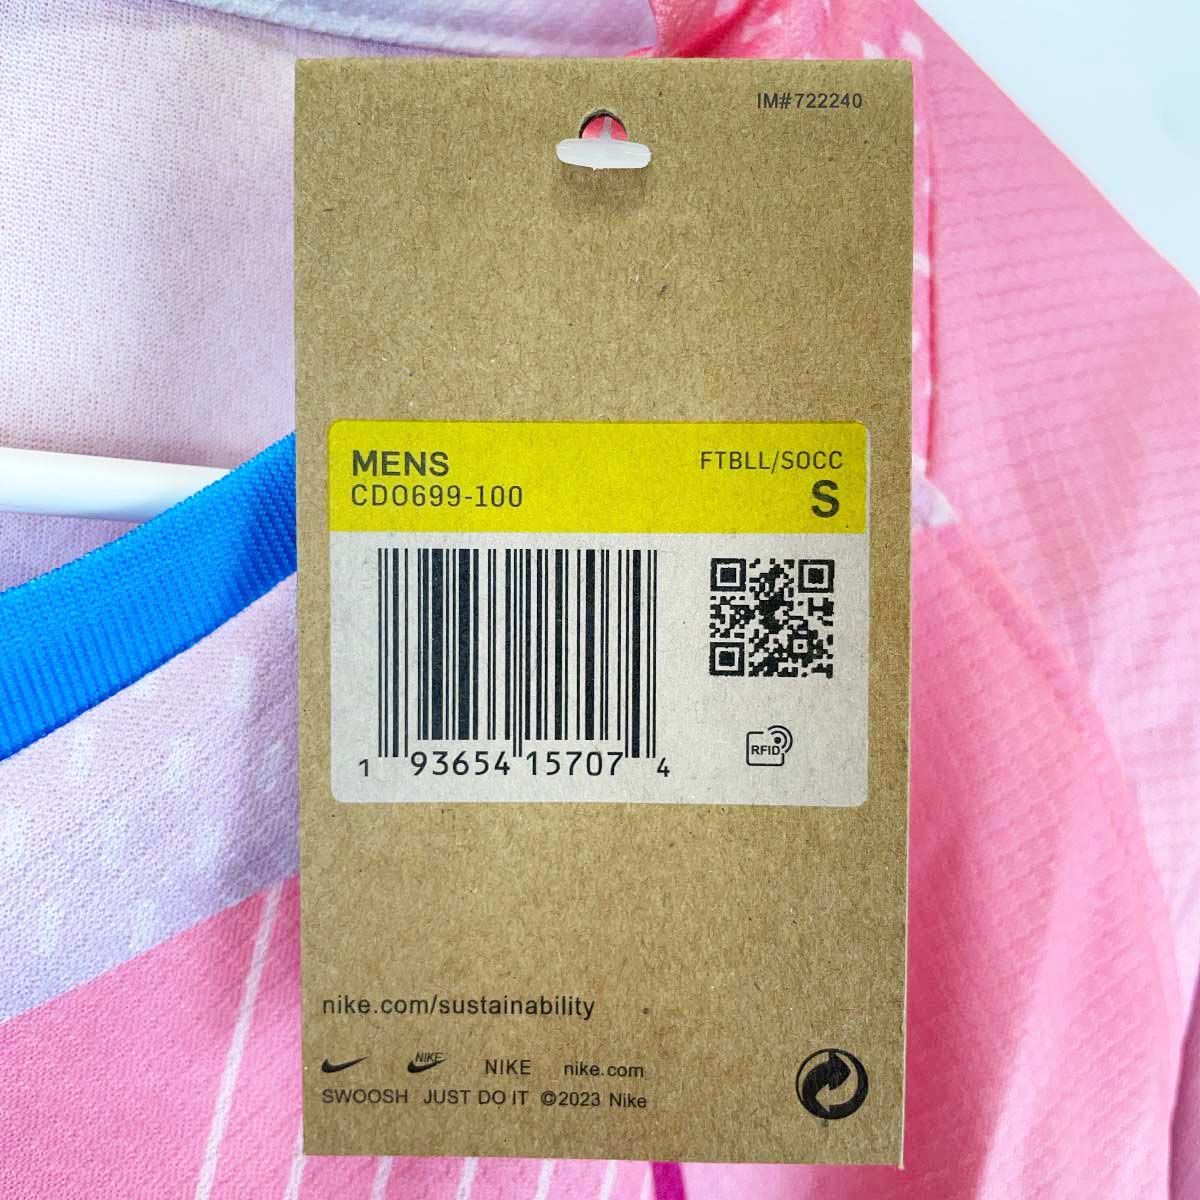 IM#722240
MENS FTBLL/SOCC
CDO699-100 S
1 93654 15707 4
RFID
nike.com/sustainability
NIKE NIKE nike.com
SWOOSH JUST DO IT ©2023 Nike